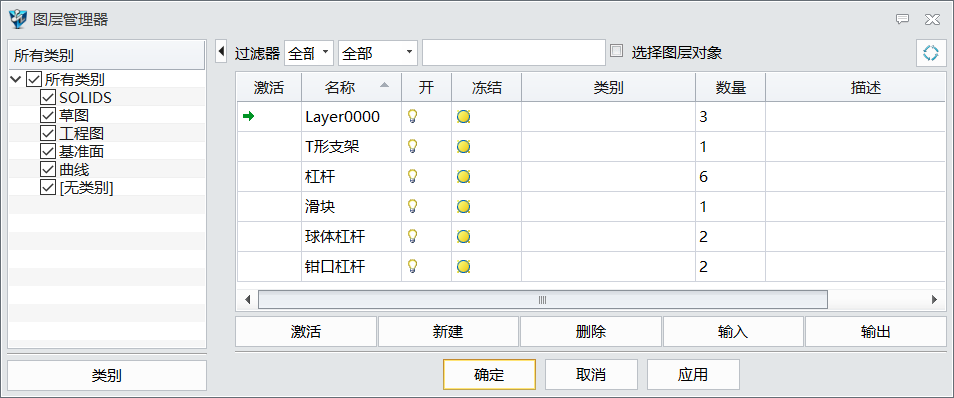 图层管理器
所有类别
所有类别
SOLIDS
草图
工程图
基准面
曲线
[无类别]
类别
过滤器 全部 全部 选择图层对象
激活 名称 开 冻结 类别 数量 描述
Layer0000 3
T形支架 1
杠杆 6
滑块 1
球体杠杆 2
钳口杠杆 2
激活 新建 删除 输入 输出
确定 取消 应用